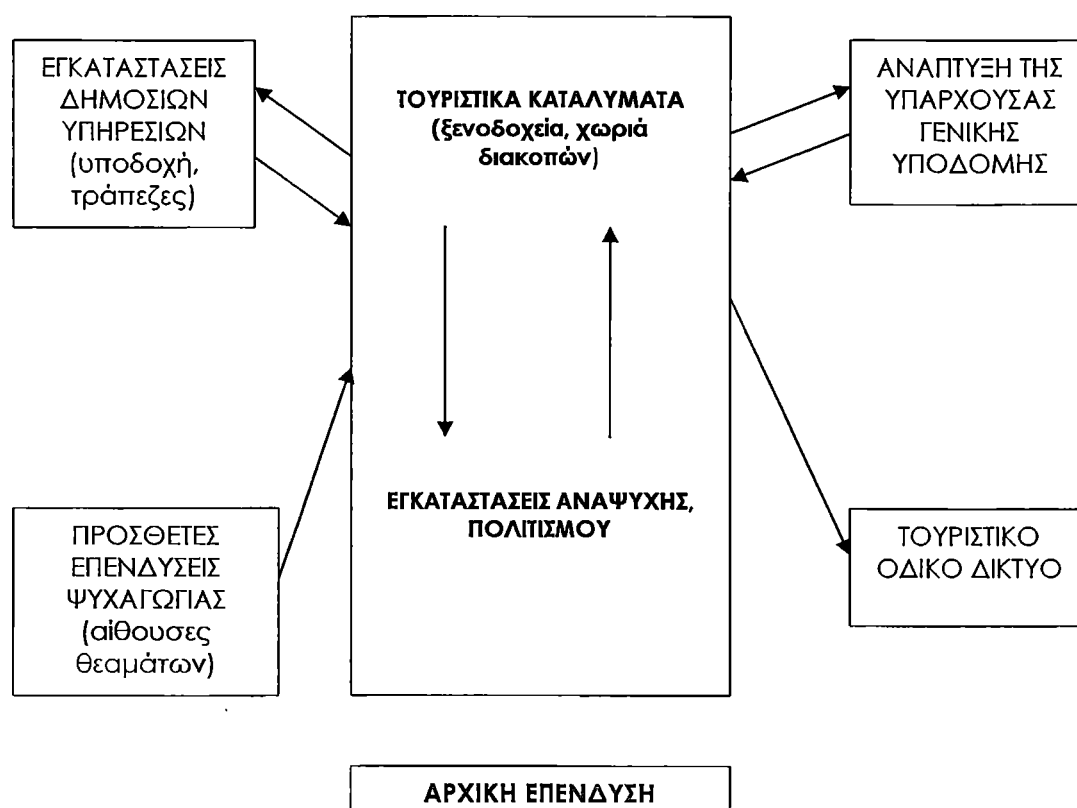 ΕΓΚΑΤΑΣΤΑΣΕΙΣ
ΔΗΜΟΣΙΩΝ
ΥΠΗΡΕΣΙΩΝ
(υποδοχή,
τράπεζες)
ΤΟΥΡΙΣΤΙΚΑ ΚΑΤΑΛΥΜΑΤΑ
(ξενοδοχεία, χωριά
διακοπών)
ΑΝΑΠΤΥΞΗ ΤΗΣ
ΥΠΑΡΧΟΥΣΑΣ
ΓΕΝΙΚΗΣ
ΥΠΟΔΟΜΗΣ
ΕΓΚΑΤΑΣΤΑΣΕΙΣ ΑΝΑΨΥΧΗΣ,
ΠΟΛΙΤΙΣΜΟΥ
ΠΡΟΣΘΕΤΕΣ
ΕΠΕΝΔΥΣΕΙΣ
ΨΥΧΑΓΩΓΙΑΣ
(αίθουσες
θεαμάτων)
ΤΟΥΡΙΣΤΙΚΟ
ΟΔΙΚΟ ΔΙΚΤΥΟ
ΑΡΧΙΚΗ ΕΠΕΝΔΥΣΗ